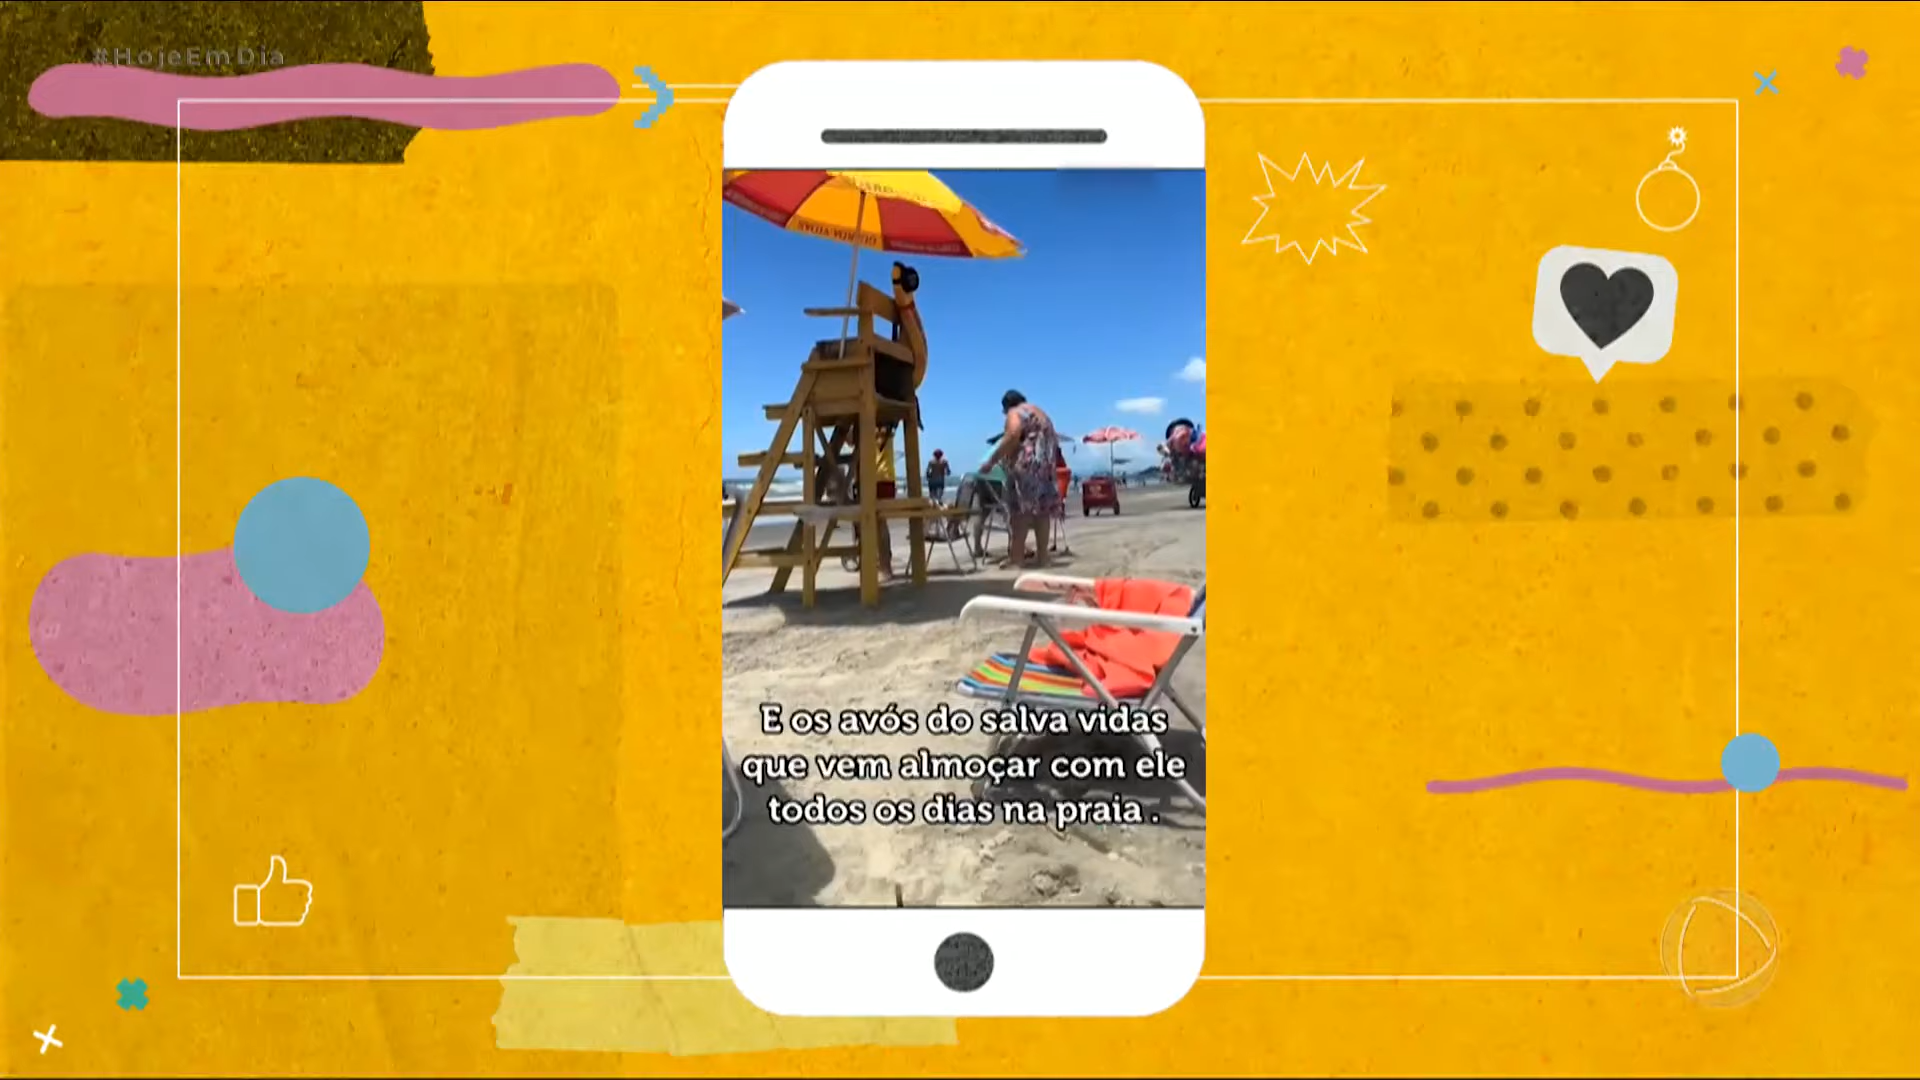 #HojeEmDia
E os avós do salva vidas
que vem almoçar com ele
todos os dias na praia .